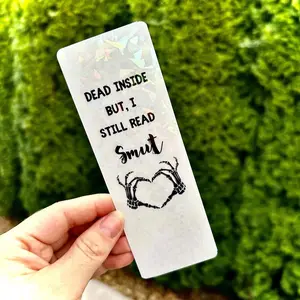 DEAD INSIDE
BUT, I
STILL READ
Smut